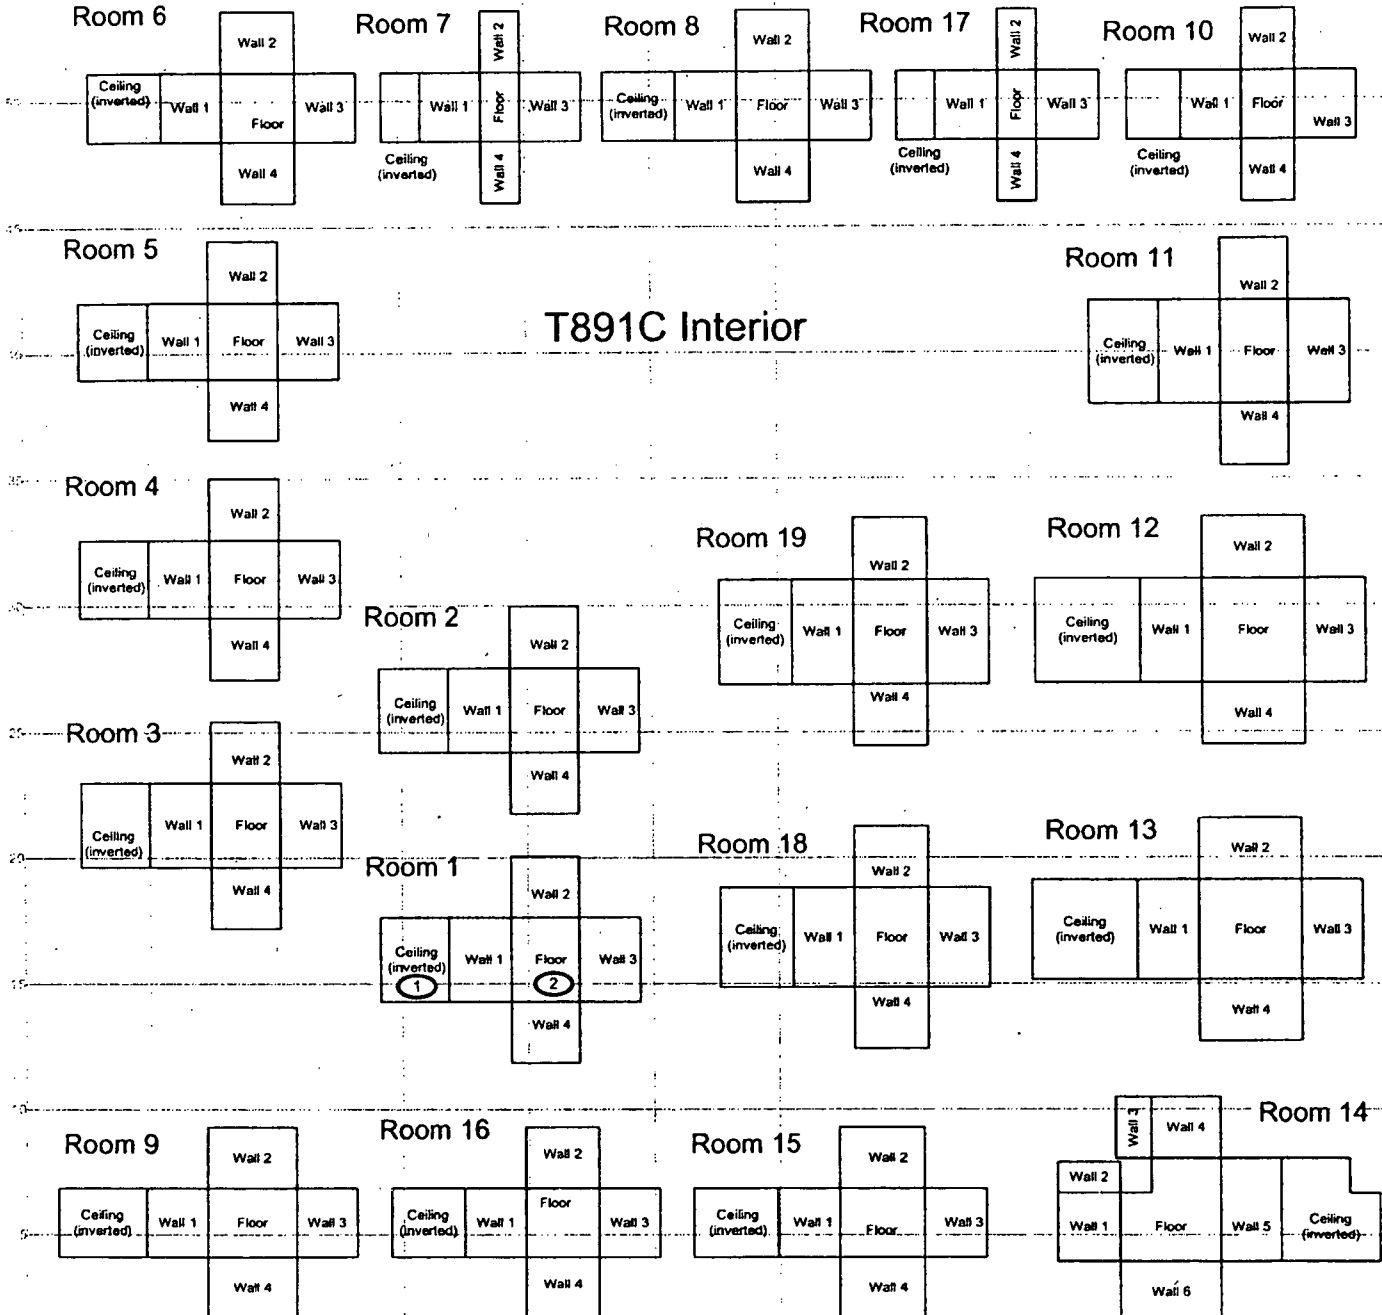 Room 6
Wall 2
Ceiling
(inverted)
Wall 1
Floor
Wall 3
Wall 4
Room 7
Wall 2
Wall 1
Floor
Wall 3
Wall 4
Ceiling
(inverted)
Room 8
Wall 2
Ceiling
(inverted)
Wall 1
Floor
Wall 3
Wall 4
Room 17
Wall 2
Wall 1
Floor
Wall 3
Wall 4
Ceiling
(inverted)
Room 10
Wall 2
Wall 1
Floor
Wall 3
Ceiling
(inverted)
Wall 4
Room 5
Wall 2
Ceiling
(inverted)
Wall 1
Floor
Wall 3
Wall 4
T891C Interior
Room 11
Wall 2
Ceiling
(inverted)
Wall 1
Floor
Wall 3
Wall 4
35
Room 4
Wall 2
Ceiling
(inverted)
Wall 1
Floor
Wall 3
Wall 4
Room 2
Wall 2
Ceiling
(inverted)
Wall 1
Floor
Wall 3
Wall 4
Room 19
Wall 2
Ceiling
(inverted)
Wall 1
Floor
Wall 3
Wall 4
Room 12
Wall 2
Ceiling
(inverted)
Wall 1
Floor
Wall 3
Wall 4
25
Room 3
Wall 2
Ceiling
(inverted)
Wall 1
Floor
Wall 3
Wall 4
20
Room 1
Wall 2
Ceiling
(inverted)
1
Wall 1
Floor
2
Wall 3
Wall 4
15
Room 18
Wall 2
Ceiling
(inverted)
Wall 1
Floor
Wall 3
Wall 4
Room 13
Wall 2
Ceiling
(inverted)
Wall 1
Floor
Wall 3
Wall 4
10
Room 9
Wall 2
Ceiling
(inverted)
Wall 1
Floor
Wall 3
Wall 4
5
Room 16
Wall 2
Floor
Ceiling
(inverted)
Wall 1
Wall 3
Wall 4
Room 15
Wall 2
Ceiling
(inverted)
Wall 1
Floor
Wall 3
Wall 4
Room 14
Wall 3
Wall 4
Wall 2
Wall 1
Floor
Wall 5
Ceiling
(inverted)
Wall 6